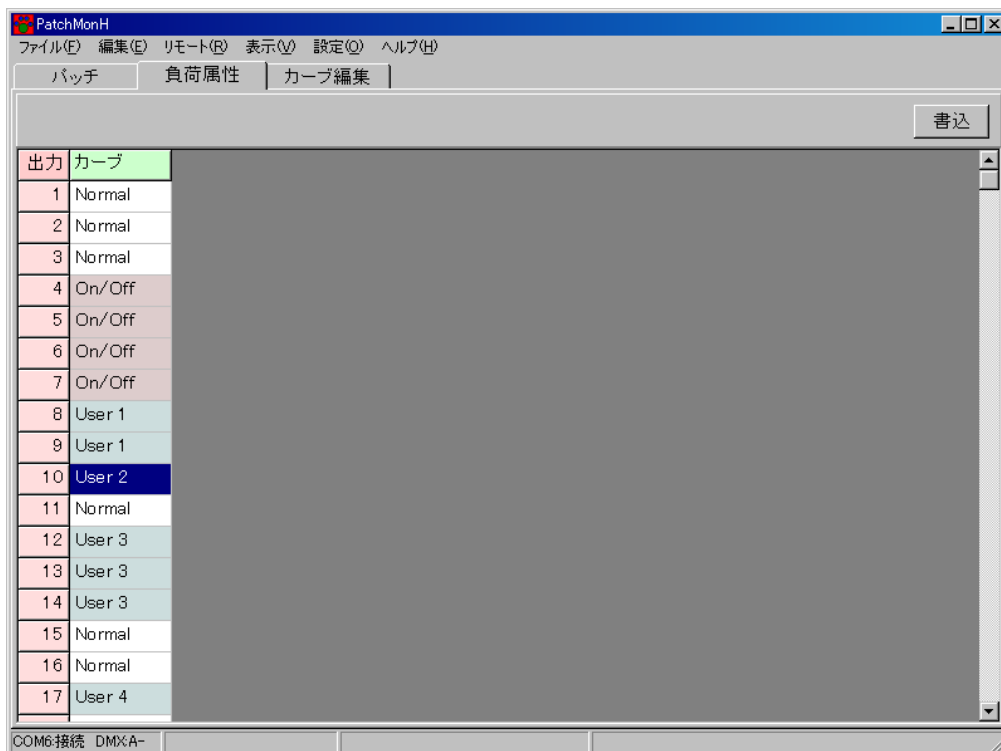 PatchMonH
ファイル(F) 編集(E) リモート(R) 表示(V) 設定(O) ヘルプ(H)
パッチ 負荷属性 カーブ編集
書込
出力 カーブ
1 Normal
2 Normal
3 Normal
4 On/Off
5 On/Off
6 On/Off
7 On/Off
8 User 1
9 User 1
10 User 2
11 Normal
12 User 3
13 User 3
14 User 3
15 Normal
16 Normal
17 User 4
COM6:接続 DMX:A-